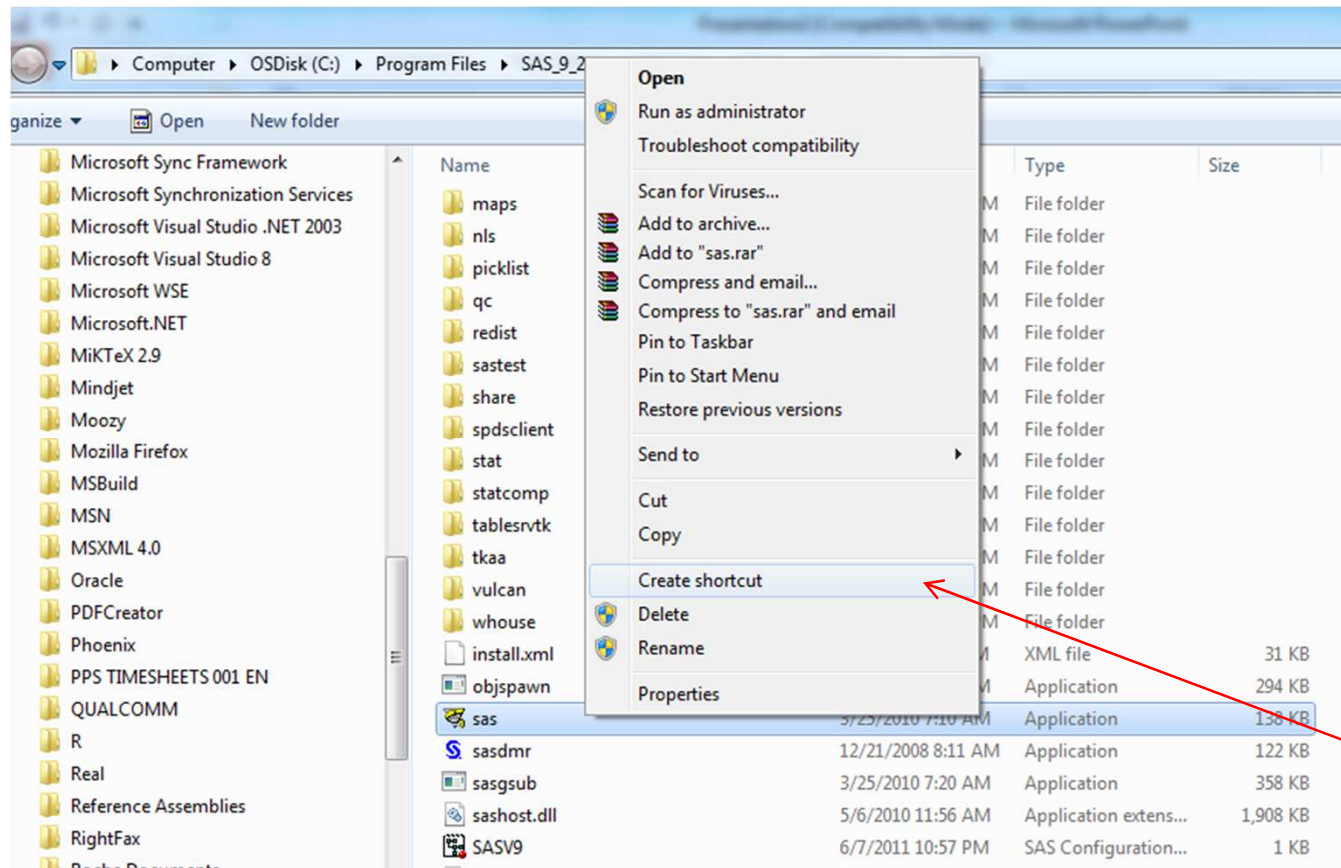 Presentation2 [Compatibility Mode] - Microsoft PowerPoint
Computer OSDisk (C:) Program Files SAS_9_2
ganize Open New folder
Microsoft Sync Framework
Microsoft Synchronization Services
Microsoft Visual Studio .NET 2003
Microsoft Visual Studio 8
Microsoft WSE
Microsoft.NET
MiKTeX 2.9
Mindjet
Moozy
Mozilla Firefox
MSBuild
MSN
MSXML 4.0
Oracle
PDFCreator
Phoenix
PPS TIMESHEETS 001 EN
QUALCOMM
R
Real
Reference Assemblies
RightFax
Name Type Size
maps M File folder
nls M File folder
picklist M File folder
qc M File folder
redist M File folder
sastest M File folder
share M File folder
spdsclient M File folder
stat M File folder
statcomp M File folder
tablesrvtk M File folder
tkaa M File folder
vulcan M File folder
whouse M File folder
install.xml M XML file 31 KB
objspawn M Application 294 KB
sas 3/25/2010 7:10 AM Application 138 KB
sasdmr 12/21/2008 8:11 AM Application 122 KB
sasgsub 3/25/2010 7:20 AM Application 358 KB
sashost.dll 5/6/2010 11:56 AM Application extens... 1,908 KB
SASV9 6/7/2011 10:57 PM SAS Configuration... 1 KB
Open
Run as administrator
Troubleshoot compatibility
Scan for Viruses...
Add to archive...
Add to "sas.rar"
Compress and email...
Compress to "sas.rar" and email
Pin to Taskbar
Pin to Start Menu
Restore previous versions
Send to
Cut
Copy
Create shortcut
Delete
Rename
Properties